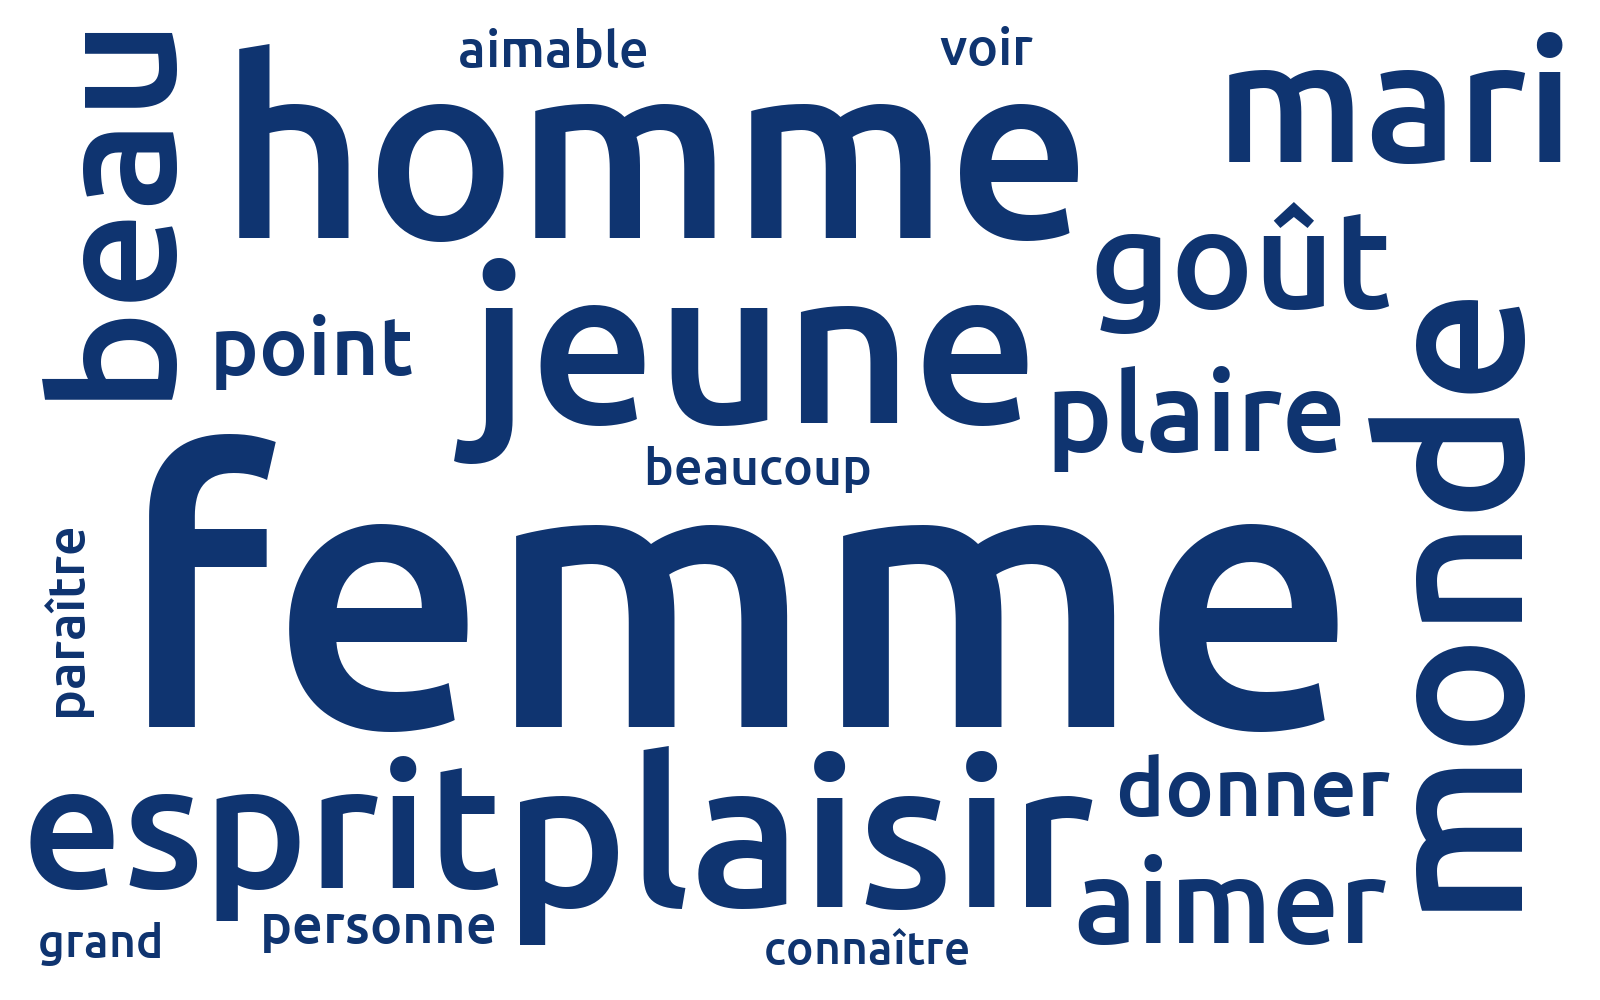 beau
homme
aimable
voir
mari
goût
jeune
point
plaire
beaucoup
monde
femme
paraître
esprit
plaisir
donner
aimer
personne
grand
connaître